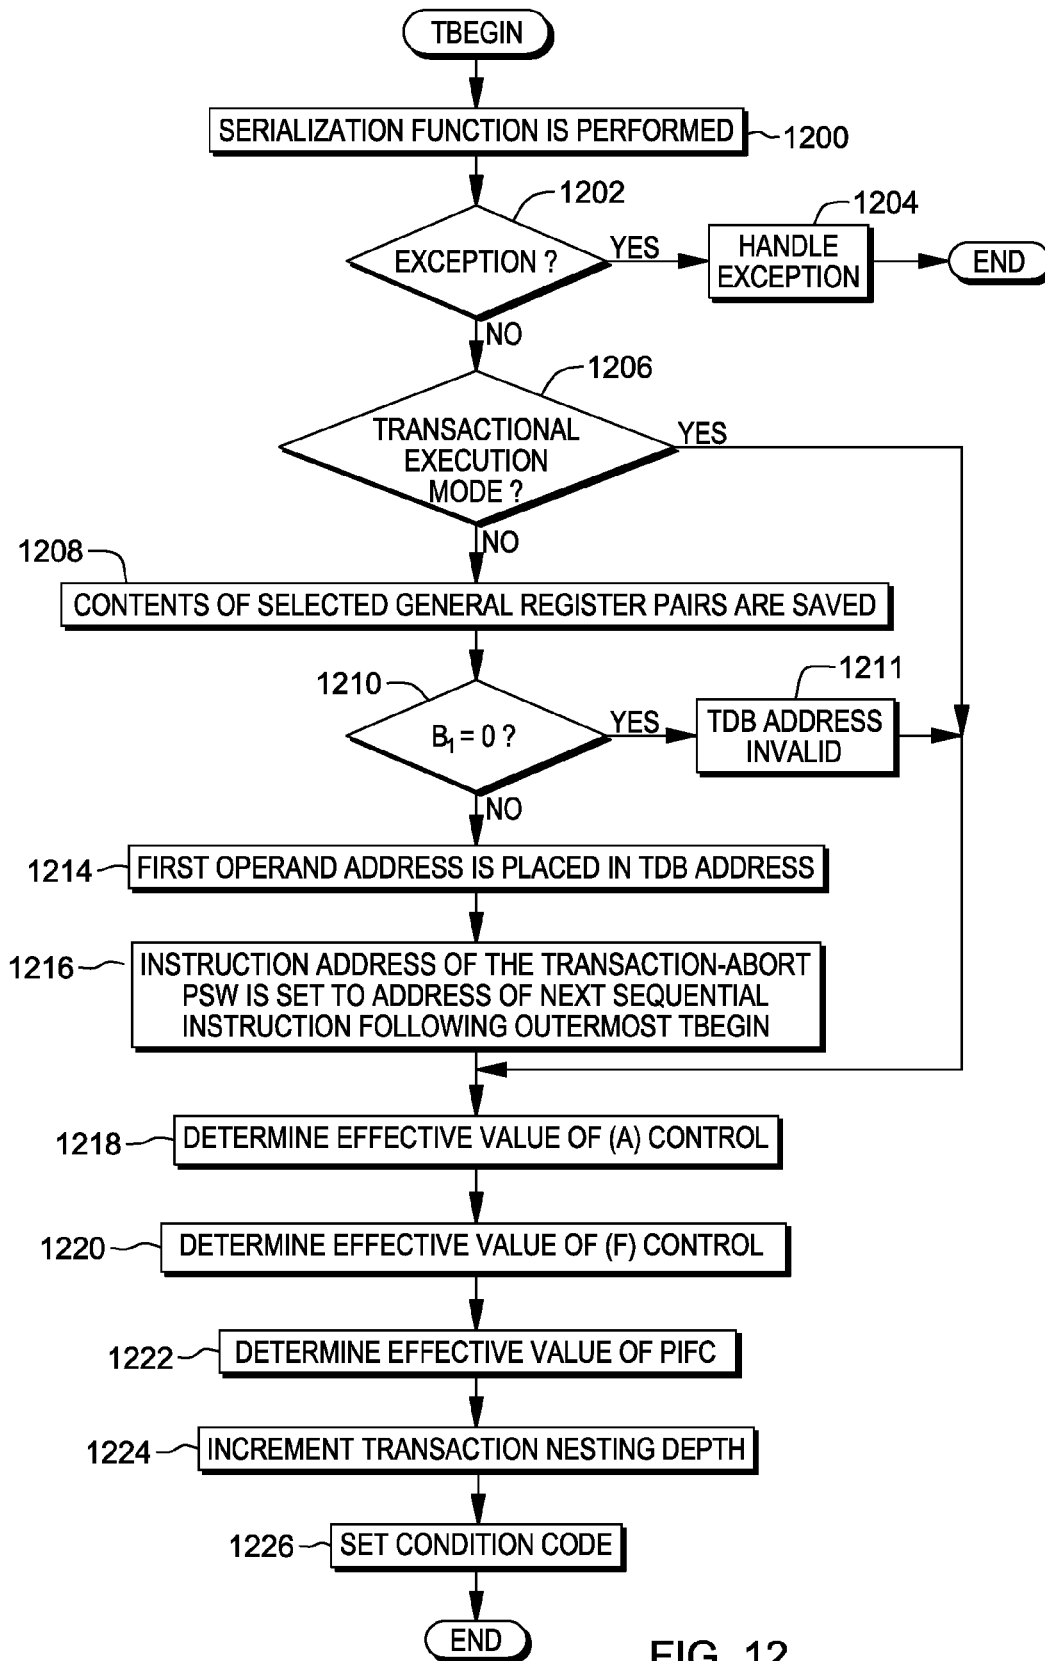 TBEGIN
SERIALIZATION FUNCTION IS PERFORMED
1200
1202
EXCEPTION ?
YES
1204
HANDLE
EXCEPTION
END
NO
1206
TRANSACTIONAL
EXECUTION
MODE ?
YES
NO
1208
CONTENTS OF SELECTED GENERAL REGISTER PAIRS ARE SAVED
1210
B1 = 0 ?
YES
1211
TDB ADDRESS
INVALID
NO
1214
FIRST OPERAND ADDRESS IS PLACED IN TDB ADDRESS
1216
INSTRUCTION ADDRESS OF THE TRANSACTION-ABORT
PSW IS SET TO ADDRESS OF NEXT SEQUENTIAL
INSTRUCTION FOLLOWING OUTERMOST TBEGIN
1218
DETERMINE EFFECTIVE VALUE OF (A) CONTROL
1220
DETERMINE EFFECTIVE VALUE OF (F) CONTROL
1222
DETERMINE EFFECTIVE VALUE OF PIFC
1224
INCREMENT TRANSACTION NESTING DEPTH
1226
SET CONDITION CODE
END
FIG. 12